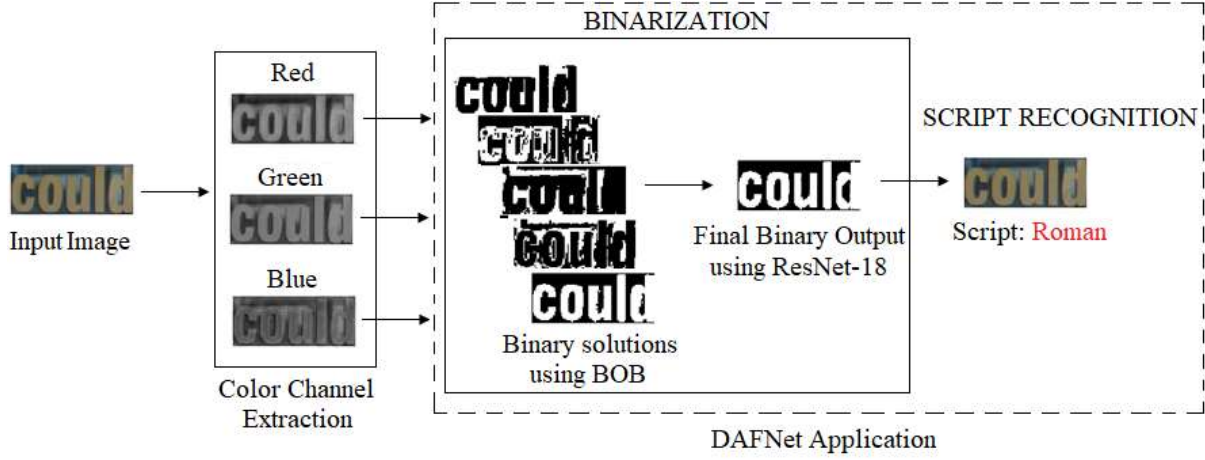 BINARIZATION
Red
could
could
could
could
SCRIPT RECOGNITION
Green
could
could
could
could
could
Input Image
could
Final Binary Output
using ResNet-18
Script: Roman
Blue
could
could
Binary solutions
using BOB
Color Channel
Extraction
DAFNet Application